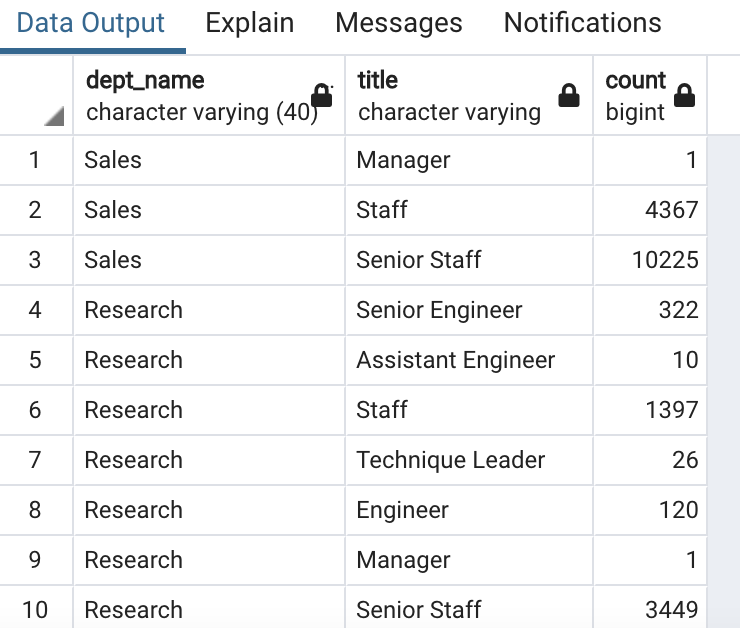 Data Output Explain Messages Notifications
dept_name title count
character varying (40) character varying bigint
1 Sales Manager 1
2 Sales Staff 4367
3 Sales Senior Staff 10225
4 Research Senior Engineer 322
5 Research Assistant Engineer 10
6 Research Staff 1397
7 Research Technique Leader 26
8 Research Engineer 120
9 Research Manager 1
10 Research Senior Staff 3449